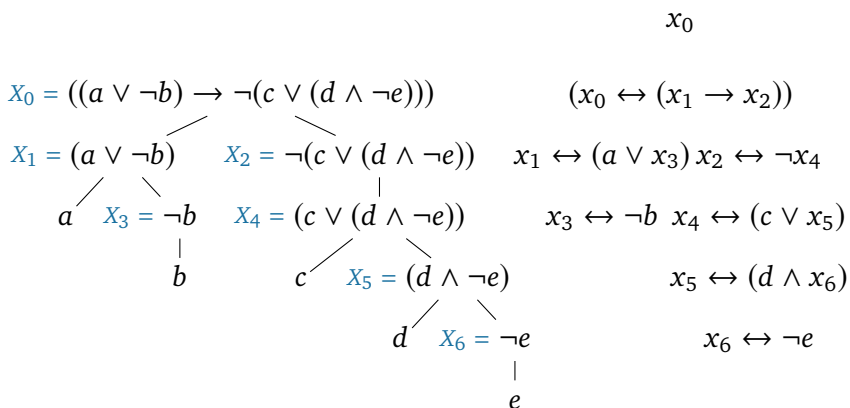 x₀
X₀ = ((a ∨ ¬b) → ¬(c ∨ (d ∧ ¬e))) (x₀ ↔ (x₁ → x₂))
X₁ = (a ∨ ¬b) X₂ = ¬(c ∨ (d ∧ ¬e)) x₁ ↔ (a ∨ x₃) x₂ ↔ ¬x₄
a X₃ = ¬b X₄ = (c ∨ (d ∧ ¬e)) x₃ ↔ ¬b x₄ ↔ (c ∨ x₅)
b c X₅ = (d ∧ ¬e) x₅ ↔ (d ∧ x₆)
d X₆ = ¬e x₆ ↔ ¬e
e